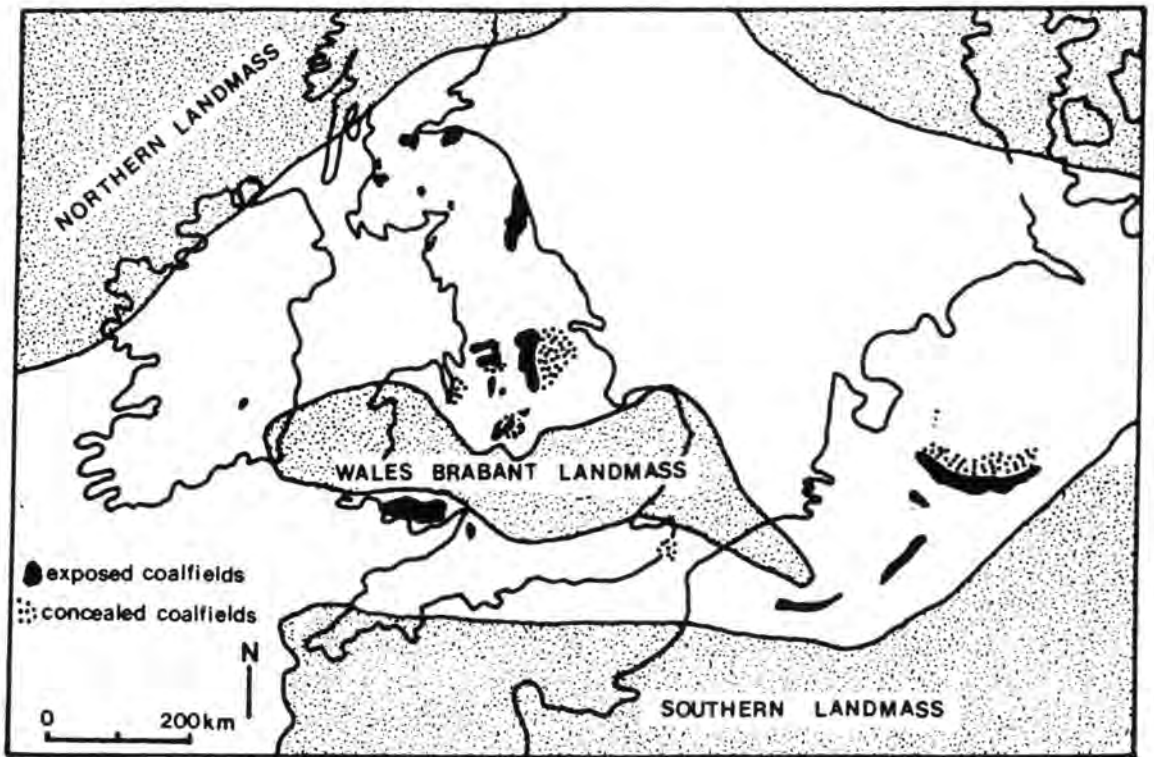 NORTHERN LANDMASS
WALES BRABANT LANDMASS
exposed coalfields
concealed coalfields
N
0 200km
SOUTHERN LANDMASS